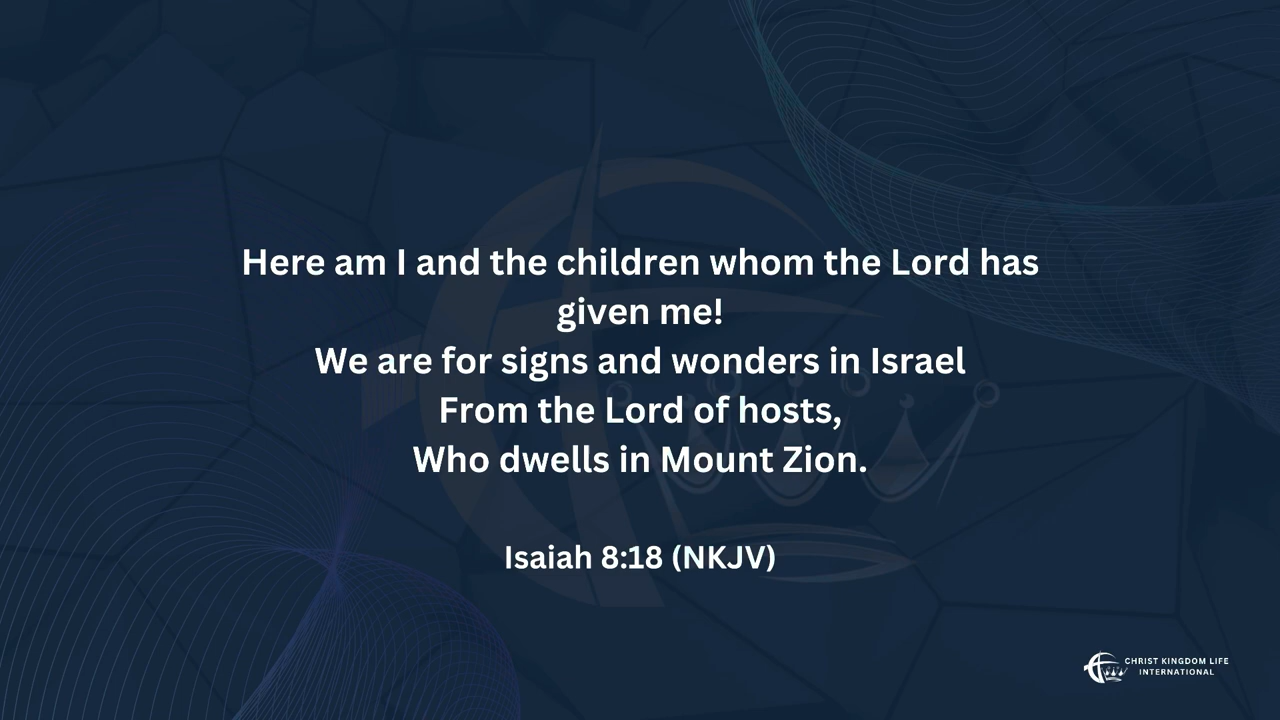 Here am I and the children whom the Lord has
given me!
We are for signs and wonders in Israel
From the Lord of hosts,
Who dwells in Mount Zion.
Isaiah 8:18 (NKJV)
CHRIST KINGDOM LIFE
INTERNATIONAL